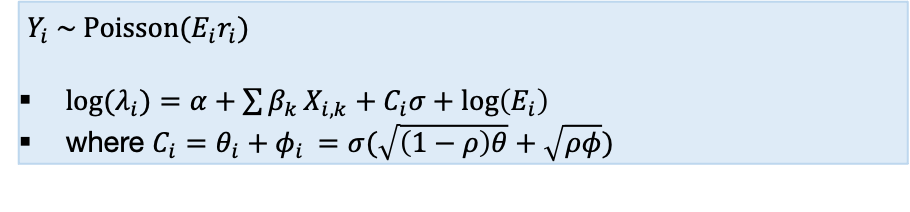 Yᵢ ~ Poisson(Eᵢrᵢ)
▪ log(λᵢ) = α + ∑ βₖ Xᵢ,ₖ + Cᵢσ + log(Eᵢ)
▪ where Cᵢ = θᵢ + ϕᵢ = σ(√((1 − ρ)θ) + √(ρϕ))